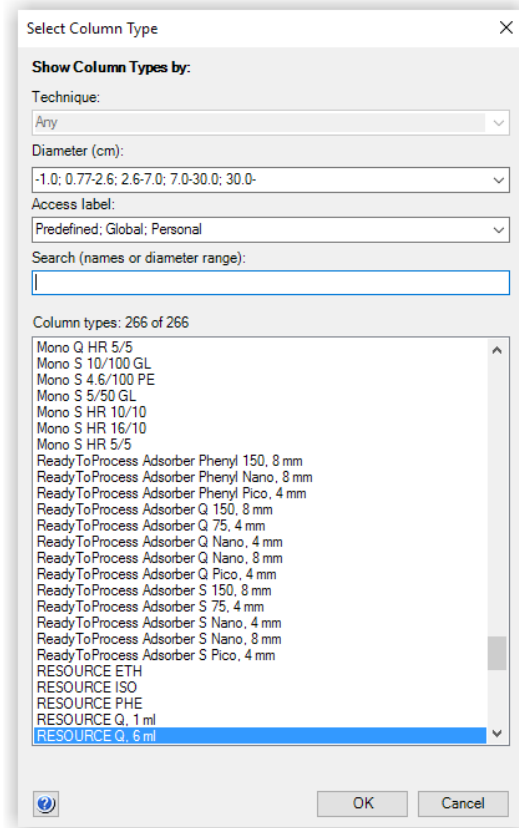 Select Column Type
Show Column Types by:
Technique:
Any
Diameter (cm):
-1.0; 0.77-2.6; 2.6-7.0; 7.0-30.0; 30.0-
Access label:
Predefined; Global; Personal
Search (names or diameter range):
Column types: 266 of 266
Mono Q HR 5/5
Mono S 10/100 GL
Mono S 4.6/100 PE
Mono S 5/50 GL
Mono S HR 10/10
Mono S HR 16/10
Mono S HR 5/5
ReadyToProcess Adsorber Phenyl 150, 8 mm
ReadyToProcess Adsorber Phenyl Nano, 8 mm
ReadyToProcess Adsorber Phenyl Pico, 4 mm
ReadyToProcess Adsorber Q 150, 8 mm
ReadyToProcess Adsorber Q 75, 4 mm
ReadyToProcess Adsorber Q Nano, 4 mm
ReadyToProcess Adsorber Q Nano, 8 mm
ReadyToProcess Adsorber Q Pico, 4 mm
ReadyToProcess Adsorber S 150, 8 mm
ReadyToProcess Adsorber S 75, 4 mm
ReadyToProcess Adsorber S Nano, 4 mm
ReadyToProcess Adsorber S Nano, 8 mm
ReadyToProcess Adsorber S Pico, 4 mm
RESOURCE ETH
RESOURCE ISO
RESOURCE PHE
RESOURCE Q, 1 ml
RESOURCE Q, 6 ml
? OK Cancel